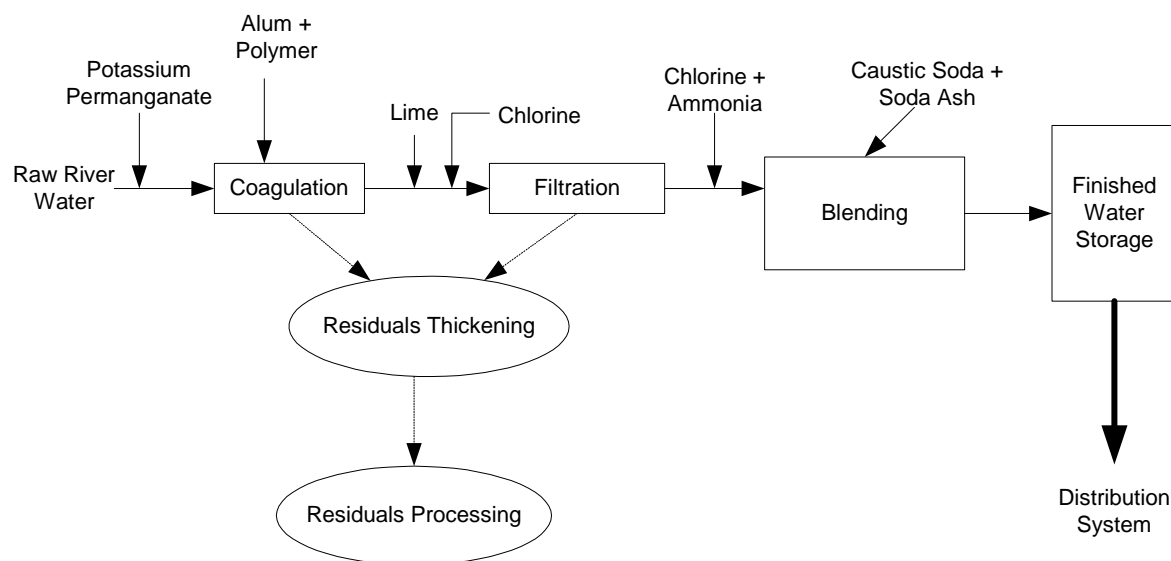 Alum +
Polymer
Potassium
Permanganate
Chlorine +
Ammonia
Caustic Soda +
Soda Ash
Lime
Chlorine
Raw River
Water
Coagulation
Filtration
Blending
Finished
Water
Storage
Residuals Thickening
Residuals Processing
Distribution
System